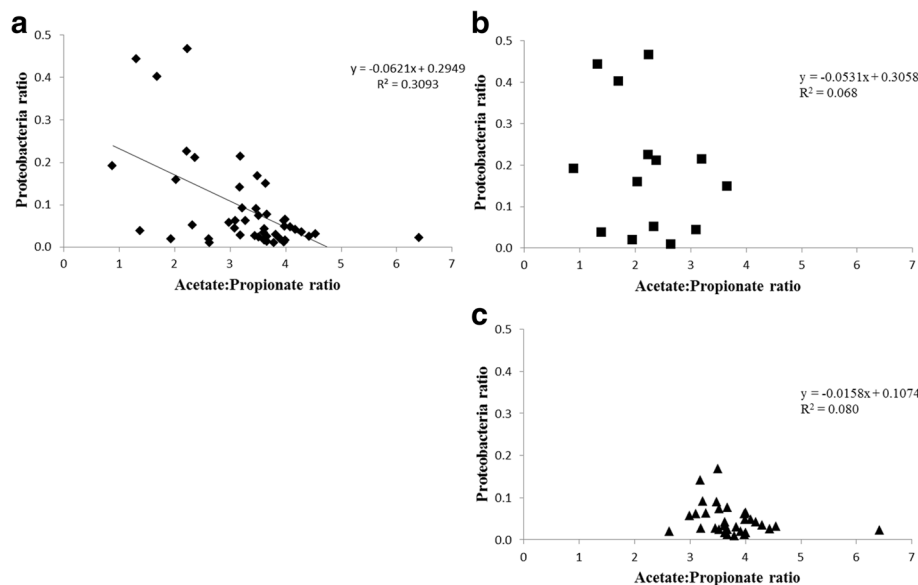 a
0.5
0.4
0.3
0.2
0.1
0.0
Proteobacteria ratio
y = -0.0621x + 0.2949
R² = 0.3093
0 1 2 3 4 5 6 7
Acetate:Propionate ratio
b
0.5
0.4
0.3
0.2
0.1
0.0
Proteobacteria ratio
y = -0.0531x + 0.3058
R² = 0.068
0 1 2 3 4 5 6 7
Acetate:Propionate ratio
c
0.5
0.4
0.3
0.2
0.1
0.0
Proteobacteria ratio
y = -0.0158x + 0.1074
R² = 0.080
0 1 2 3 4 5 6 7
Acetate:Propionate ratio